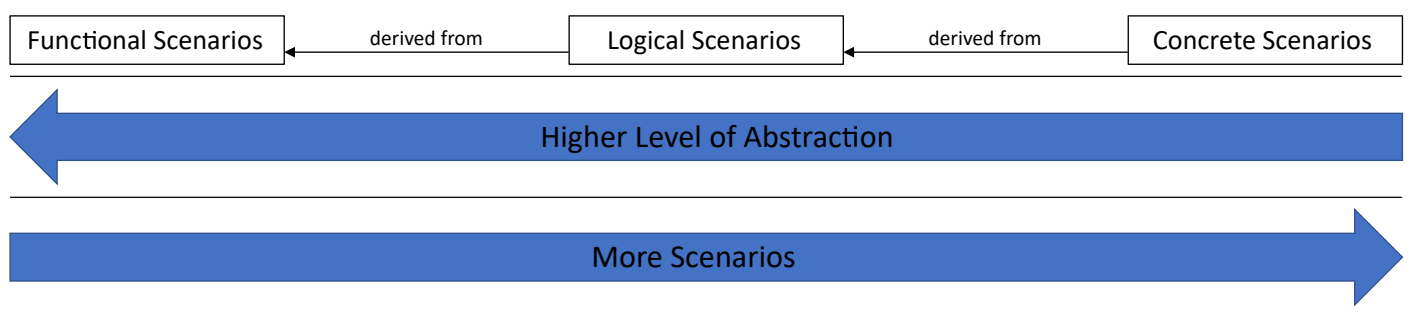 Functional Scenarios
derived from
Logical Scenarios
derived from
Concrete Scenarios
Higher Level of Abstraction
More Scenarios